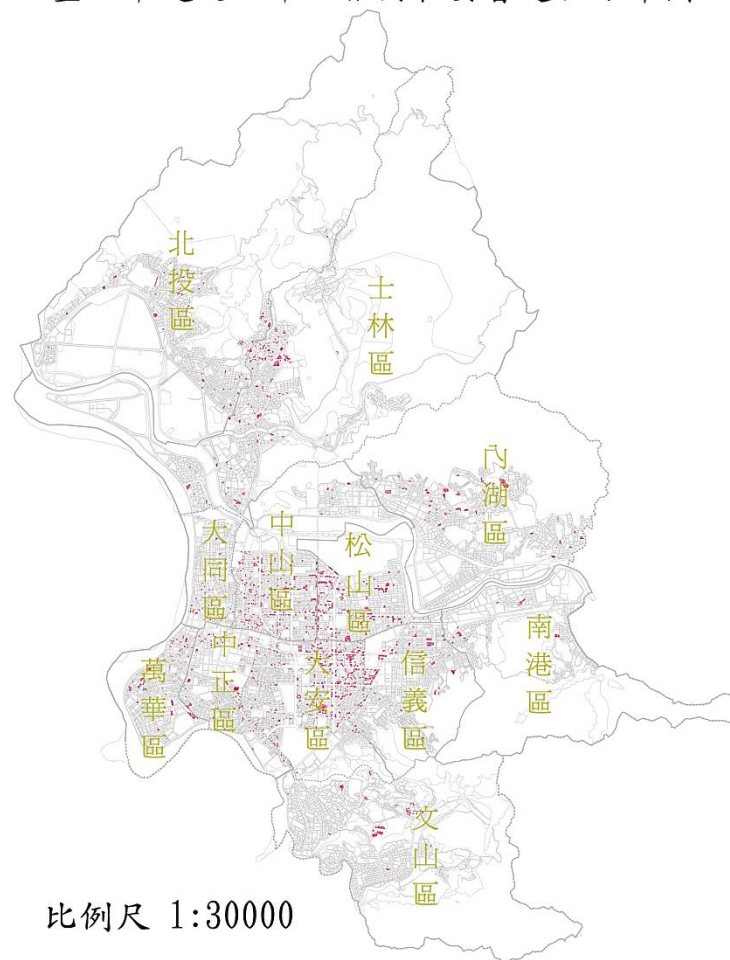 北投區
士林區
內湖區
大同區
中山區
松山區
南港區
萬華區
中正區
大安區
信義區
文山區
比例尺 1:30000